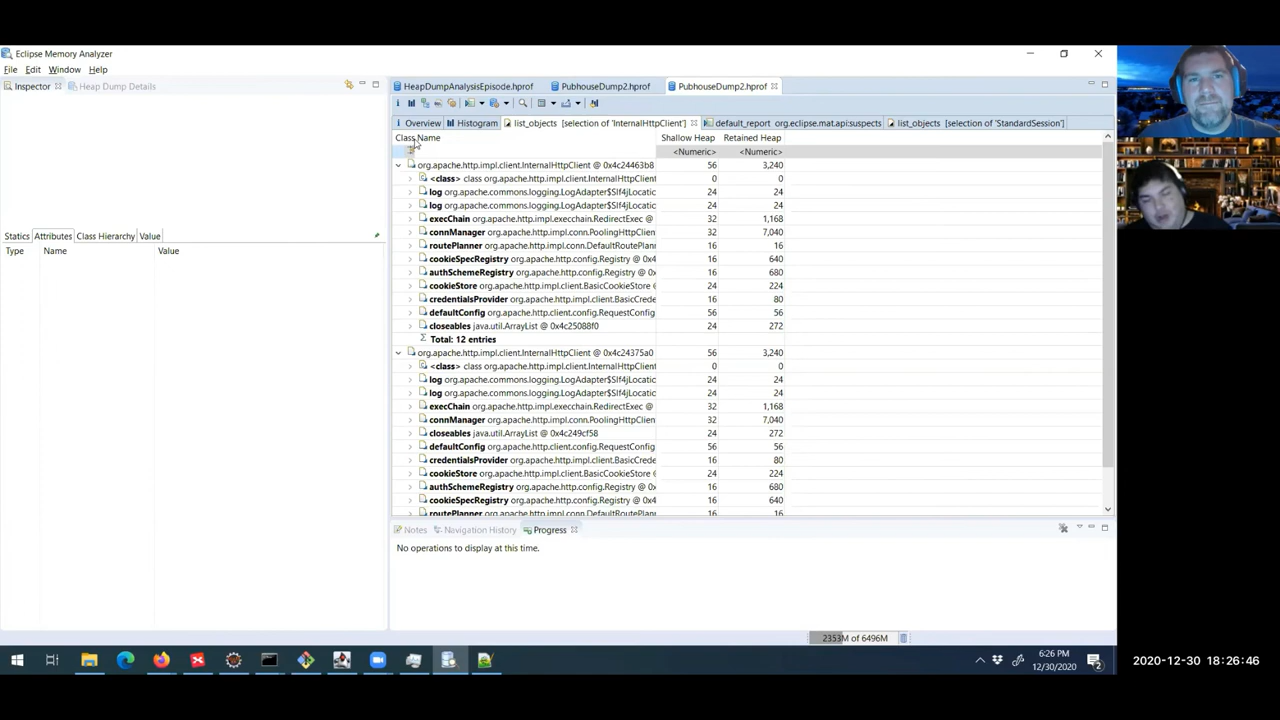 Eclipse Memory Analyzer
File Edit Window Help
Inspector Heap Dump Details
HeapDumpAnalysisEpisode.hprof PubhouseDump2.hprof PubhouseDump2.hprof
Overview Histogram list_objects [selection of 'InternalHttpClient'] default_report org.eclipse.mat.api:suspects list_objects [selection of 'StandardSession']
Class Name Shallow Heap Retained Heap
<Numeric> <Numeric>
org.apache.http.impl.client.InternalHttpClient @ 0x4c24463b8 56 3,240
<class> class org.apache.http.impl.client.InternalHttpClient 0 0
log org.apache.commons.logging.LogAdapter$Slf4jLocatic 24 24
log org.apache.commons.logging.LogAdapter$Slf4jLocatic 24 24
execChain org.apache.http.impl.execchain.RedirectExec @ 32 1,168
connManager org.apache.http.impl.conn.PoolingHttpClien 32 7,040
routePlanner org.apache.http.impl.conn.DefaultRoutePlanr 16 16
cookieSpecRegistry org.apache.http.config.Registry @ 0x4 16 640
authSchemeRegistry org.apache.http.config.Registry @ 0x 16 680
cookieStore org.apache.http.impl.client.BasicCookieStore @ 24 224
credentialsProvider org.apache.http.impl.client.BasicCrede 16 80
defaultConfig org.apache.http.client.config.RequestConfig 56 56
closeables java.util.ArrayList @ 0x4c25088f0 24 272
Total: 12 entries
org.apache.http.impl.client.InternalHttpClient @ 0x4c24375a0 56 3,240
<class> class org.apache.http.impl.client.InternalHttpClient 0 0
log org.apache.commons.logging.LogAdapter$Slf4jLocatic 24 24
log org.apache.commons.logging.LogAdapter$Slf4jLocatic 24 24
execChain org.apache.http.impl.execchain.RedirectExec @ 32 1,168
connManager org.apache.http.impl.conn.PoolingHttpClien 32 7,040
closeables java.util.ArrayList @ 0x4c249cf58 24 272
defaultConfig org.apache.http.client.config.RequestConfig 56 56
credentialsProvider org.apache.http.impl.client.BasicCrede 16 80
cookieStore org.apache.http.impl.client.BasicCookieStore @ 24 224
authSchemeRegistry org.apache.http.config.Registry @ 0x 16 680
cookieSpecRegistry org.apache.http.config.Registry @ 0x4 16 640
routePlanner org.apache.http.impl.conn.DefaultRoutePlanr 16 16
Statics Attributes Class Hierarchy Value
Type Name Value
Notes Navigation History Progress
No operations to display at this time.
2353M of 6496M
6:26 PM
12/30/2020
2
2020-12-30 18:26:46